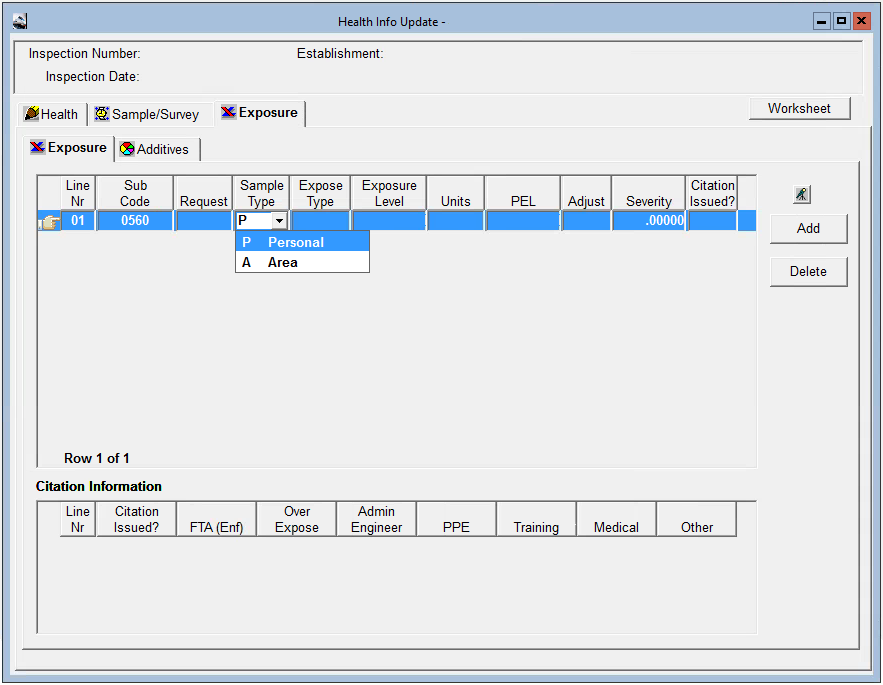 Health Info Update -
Inspection Number:
Establishment:
Inspection Date:
Health
Sample/Survey
Exposure
Worksheet
Exposure
Additives
Line Nr
Sub Code
Request
Sample Type
Expose Type
Exposure Level
Units
PEL
Adjust
Severity
Citation Issued?
01 0560 P .00000
P Personal
A Area
Add
Delete
Row 1 of 1
Citation Information
Line Nr
Citation Issued?
FTA (Enf)
Over Expose
Admin Engineer
PPE
Training
Medical
Other